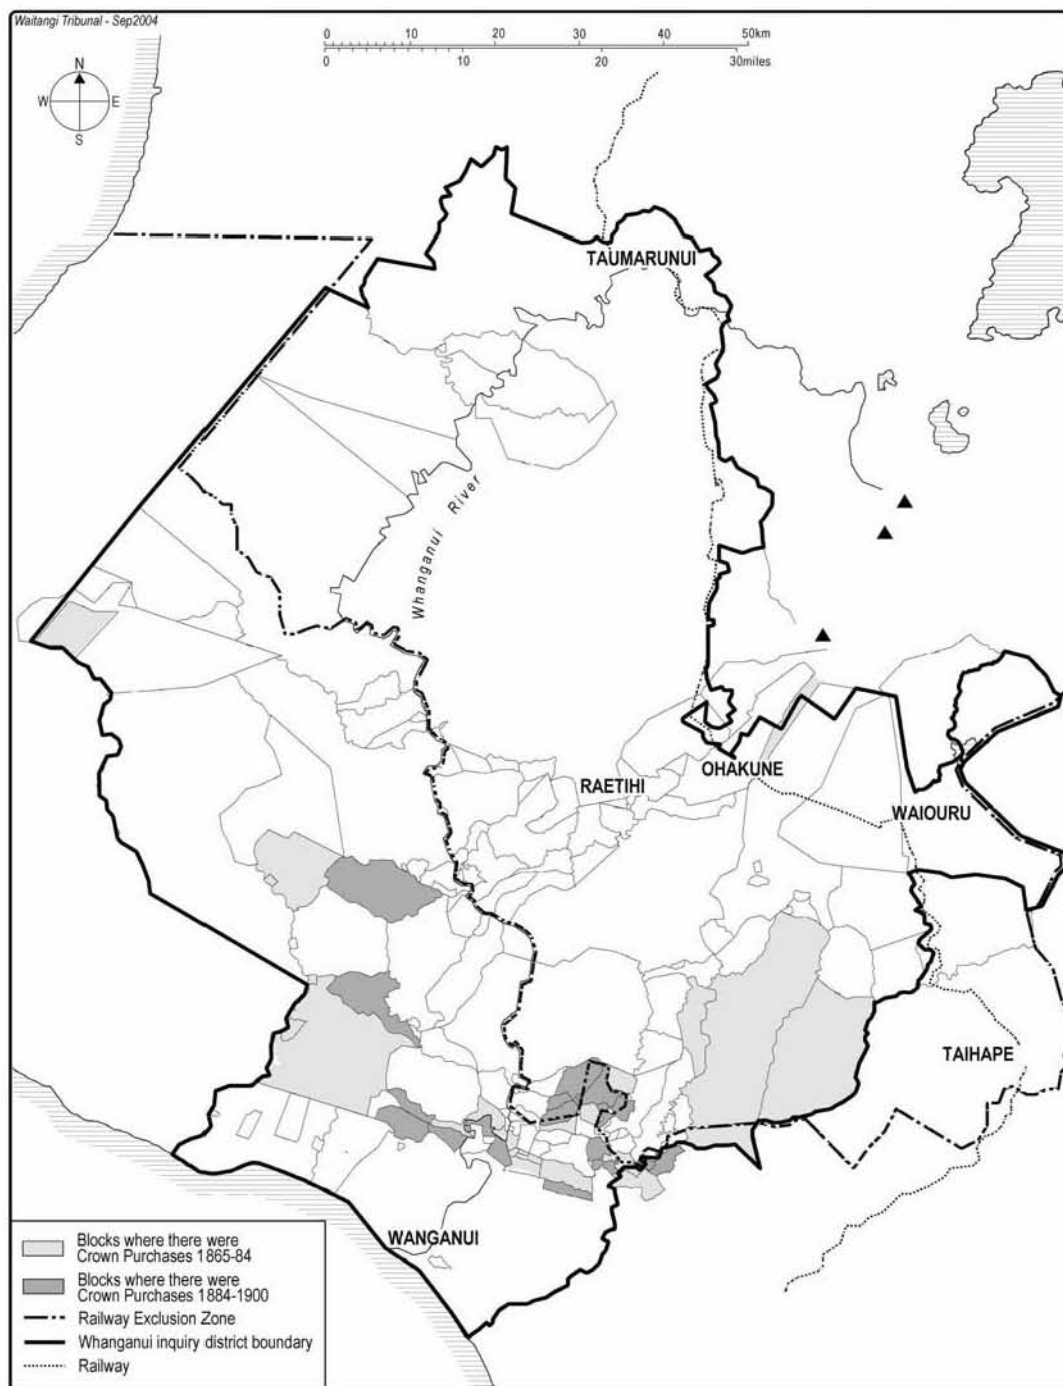 Waitangi Tribunal - Sep2004
0 10 20 30 40 50km
0 10 20 30miles
N
W E
S
TAUMARUNUI
Whanganui River
RAETIHI
OHAKUNE
WAIOURU
TAIHAPE
WANGANUI
Blocks where there were
Crown Purchases 1865-84
Blocks where there were
Crown Purchases 1884-1900
Railway Exclusion Zone
Whanganui inquiry district boundary
Railway